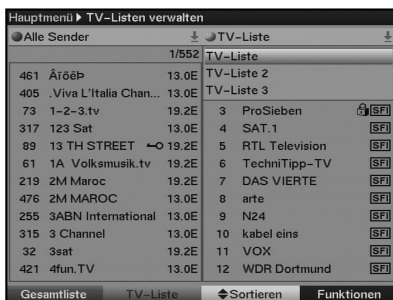 Hauptmenü ▶ TV-Listen verwalten
Alle Sender
1/552
461 ÂïõëÞ 13.0E
405 .Viva L'Italia Chan... 13.0E
73 1-2-3.tv 19.2E
317 123 Sat 13.0E
89 13 TH STREET 19.2E
61 1A Volksmusik.tv 19.2E
219 2M Maroc 19.2E
476 2M MAROC 13.0E
255 3ABN International 13.0E
315 3 Channel 13.0E
32 3sat 19.2E
421 4fun.TV 13.0E
TV-Liste
TV-Liste
TV-Liste 2
TV-Liste 3
3 ProSieben SFI
4 SAT.1 SFI
5 RTL Television SFI
6 TechniTipp-TV SFI
7 DAS VIERTE SFI
8 arte SFI
9 N24 SFI
10 kabel eins SFI
11 VOX SFI
12 WDR Dortmund SFI
Gesamtliste TV-Liste Sortieren Funktionen